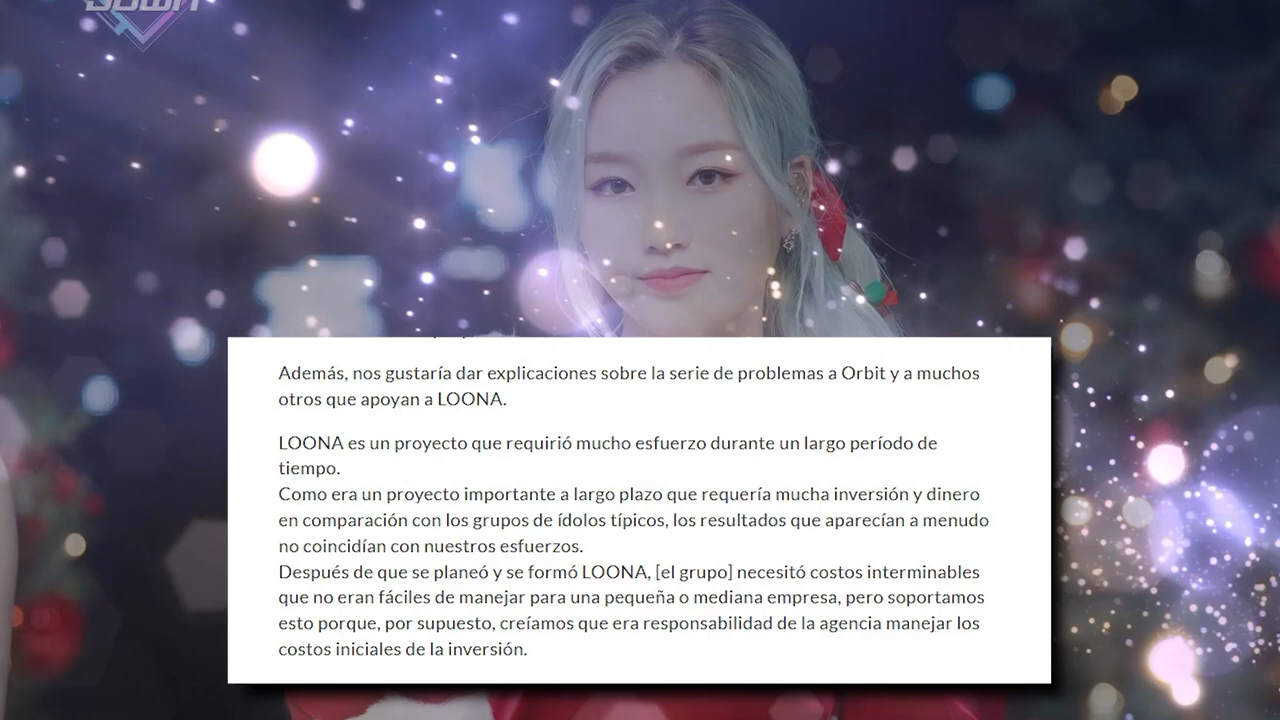 DOWN
Además, nos gustaría dar explicaciones sobre la serie de problemas a Orbit y a muchos
otros que apoyan a LOONA.
LOONA es un proyecto que requirió mucho esfuerzo durante un largo período de
tiempo.
Como era un proyecto importante a largo plazo que requería mucha inversión y dinero
en comparación con los grupos de ídolos típicos, los resultados que aparecían a menudo
no coincidían con nuestros esfuerzos.
Después de que se planeó y se formó LOONA, [el grupo] necesitó costos interminables
que no eran fáciles de manejar para una pequeña o mediana empresa, pero soportamos
esto porque, por supuesto, creíamos que era responsabilidad de la agencia manejar los
costos iniciales de la inversión.